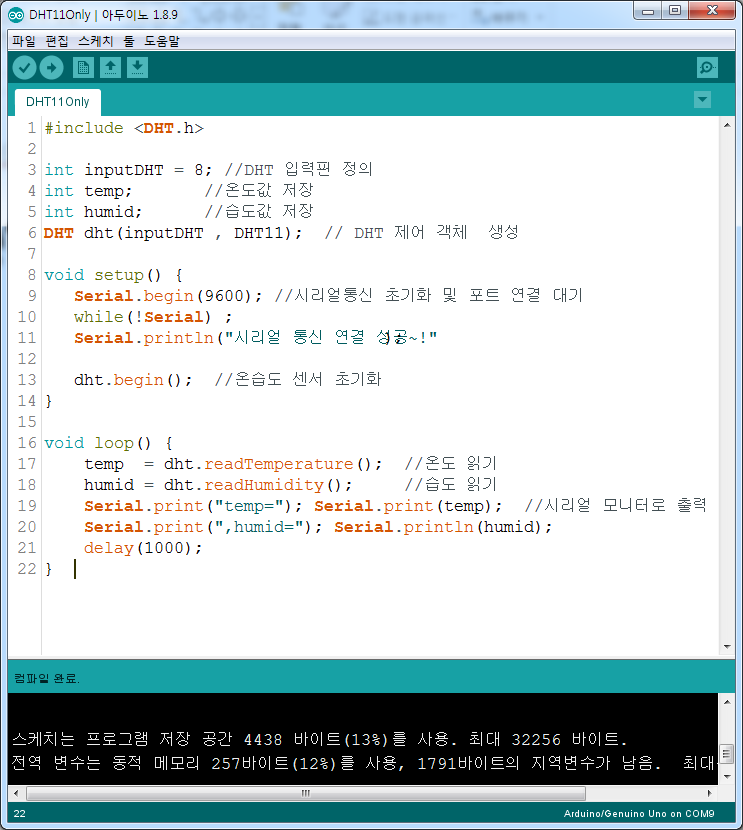 DHT11Only | 아두이노 1.8.9
파일 편집 스케치 툴 도움말
DHT11Only
1 #include <DHT.h>
2
3 int inputDHT = 8; //DHT 입력핀 정의
4 int temp; //온도값 저장
5 int humid; //습도값 저장
6 DHT dht(inputDHT , DHT11); // DHT 제어 객체 생성
7
8 void setup() {
9 Serial.begin(9600); //시리얼통신 초기화 및 포트 연결 대기
10 while(!Serial) ;
11 Serial.println("시리얼 통신 연결 성공~!"
12
13 dht.begin(); //온습도 센서 초기화
14 }
15
16 void loop() {
17 temp = dht.readTemperature(); //온도 읽기
18 humid = dht.readHumidity(); //습도 읽기
19 Serial.print("temp="); Serial.print(temp); //시리얼 모니터로 출력
20 Serial.print(",humid="); Serial.println(humid);
21 delay(1000);
22 }
컴파일 완료.
스케치는 프로그램 저장 공간 4438 바이트(13%)를 사용. 최대 32256 바이트.
전역 변수는 동적 메모리 257바이트(12%)를 사용, 1791바이트의 지역변수가 남음. 최대
22 Arduino/Genuino Uno on COM9